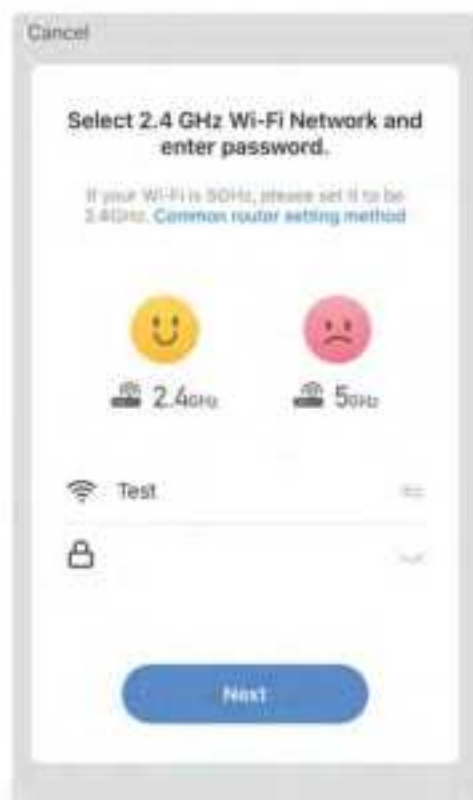 Cancel
Select 2.4 GHz Wi-Fi Network and
enter password.
If your Wi-Fi is 5GHz, please set it to be
2.4GHz. Common router setting method
2.4GHz
5GHz
Test
Next